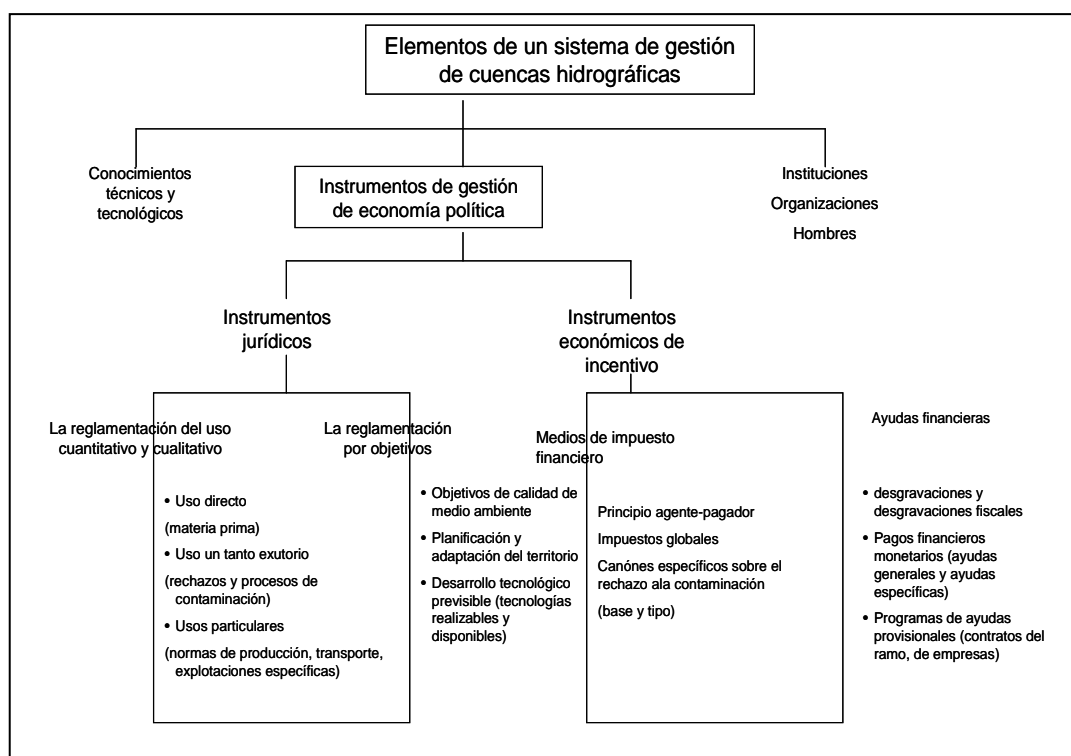 Elementos de un sistema de gestión
de cuencas hidrográficas
Conocimientos
técnicos y
tecnológicos
Instrumentos de gestión
de economía política
Instituciones
Organizaciones
Hombres
Instrumentos
jurídicos
Instrumentos
económicos de
incentivo
La reglamentación del uso
cuantitativo y cualitativo
La reglamentación
por objetivos
Medios de impuesto
financiero
Ayudas financieras
• Uso directo
(materia prima)
• Uso un tanto exutorio
(rechazos y procesos de
contaminación)
• Usos particulares
(normas de producción, transporte,
explotaciones específicas)
• Objetivos de calidad de
medio ambiente
• Planificación y
adaptación del territorio
• Desarrollo tecnológico
previsible (tecnologías
realizables y
disponibles)
Principio agente-pagador
Impuestos globales
Canónes específicos sobre el
rechazo ala contaminación
(base y tipo)
• desgravaciones y
desgravaciones fiscales
• Pagos financieros
monetarios (ayudas
generales y ayudas
específicas)
• Programas de ayudas
provisionales (contratos del
ramo, de empresas)